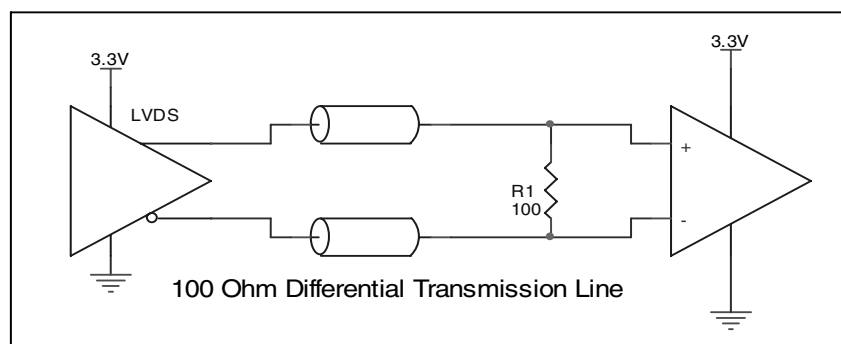 3.3V
3.3V
LVDS
+
R1
100
-
100 Ohm Differential Transmission Line